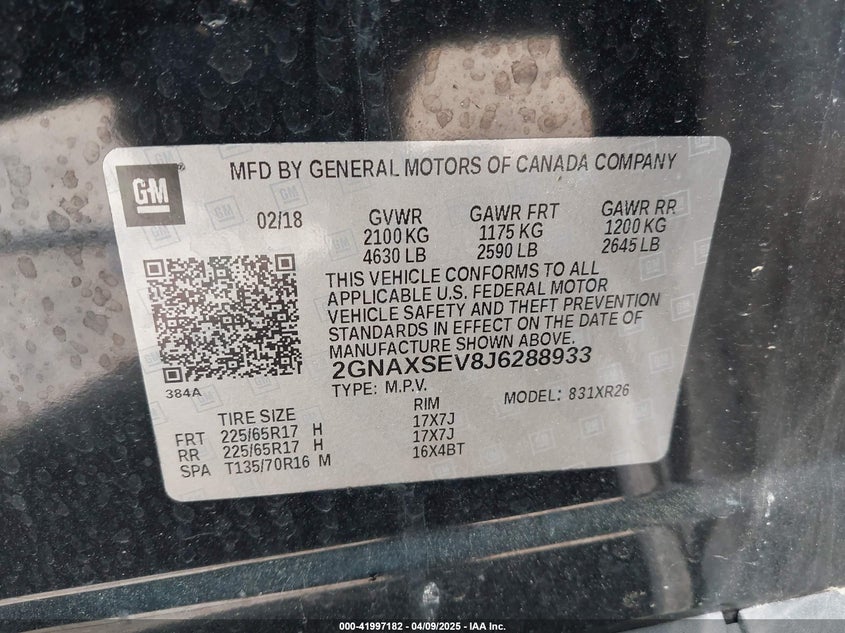 GM
MFD BY GENERAL MOTORS OF CANADA COMPANY
02/18
GVWR
2100 KG
4630 LB
GAWR FRT
1175 KG
2590 LB
GAWR RR
1200 KG
2645 LB
THIS VEHICLE CONFORMS TO ALL
APPLICABLE U.S. FEDERAL MOTOR
VEHICLE SAFETY AND THEFT PREVENTION
STANDARDS IN EFFECT ON THE DATE OF
MANUFACTURE SHOWN ABOVE.
2GNAXSEV8J6288933
384A
TYPE: M.P.V.
MODEL: 831XR26
TIRE SIZE RIM
FRT 225/65R17 H 17X7J
RR 225/65R17 H 17X7J
SPA T135/70R16 M 16X4BT
000-41997182 | 04/09/2025 - IAA Inc.